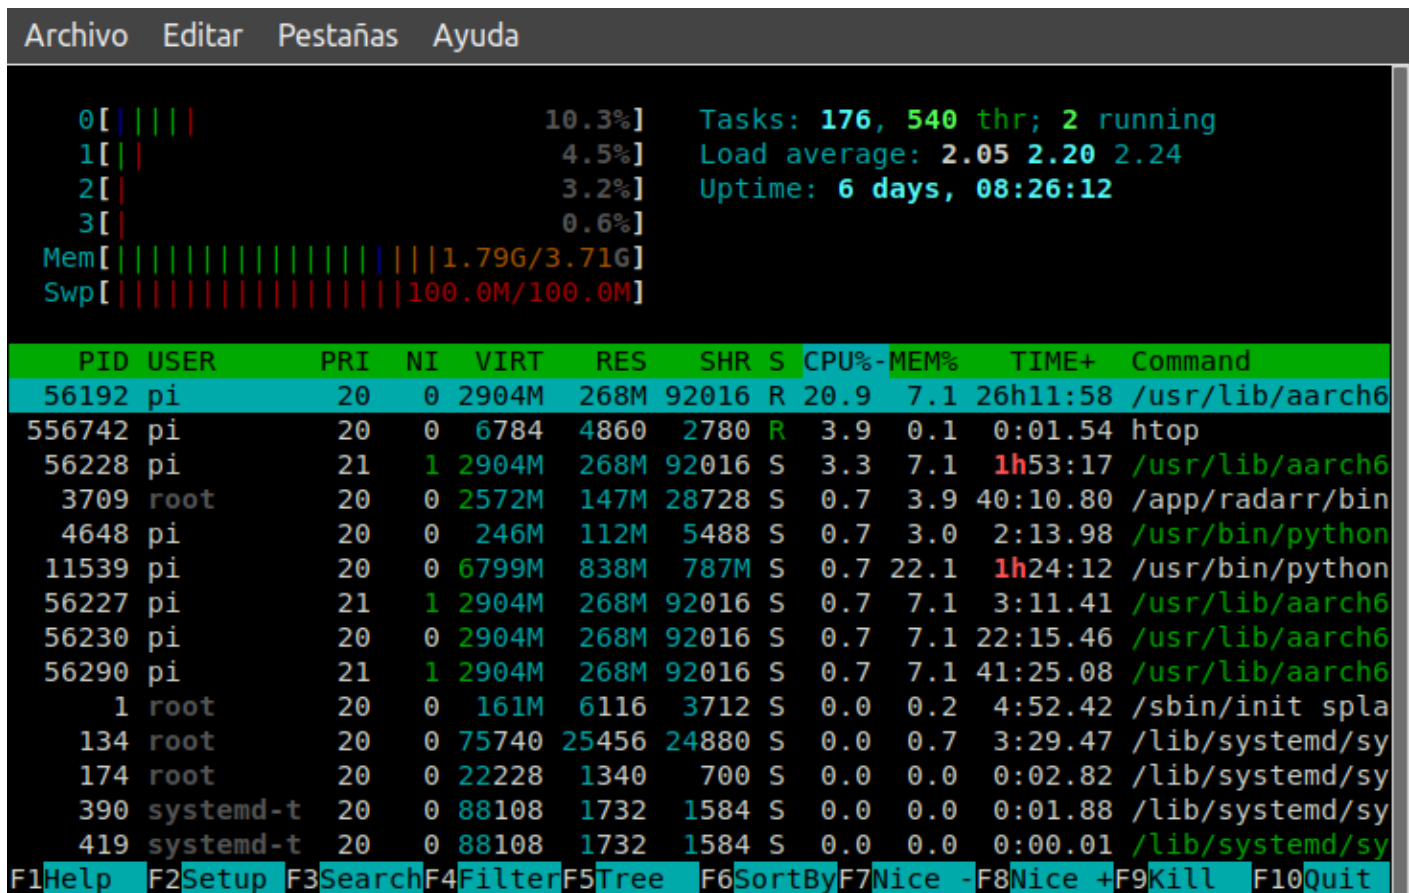 Archivo Editar Pestañas Ayuda
0[||||| 10.3%] Tasks: 176, 540 thr; 2 running
1[|| 4.5%] Load average: 2.05 2.20 2.24
2[| 3.2%] Uptime: 6 days, 08:26:12
3[| 0.6%]
Mem[|||||||||||||||||||1.79G/3.71G]
Swp[|||||||||||||||||100.0M/100.0M]
PID USER PRI NI VIRT RES SHR S CPU%-MEM% TIME+ Command
56192 pi 20 0 2904M 268M 92016 R 20.9 7.1 26h11:58 /usr/lib/aarch6
556742 pi 20 0 6784 4860 2780 R 3.9 0.1 0:01.54 htop
56228 pi 21 1 2904M 268M 92016 S 3.3 7.1 1h53:17 /usr/lib/aarch6
3709 root 20 0 2572M 147M 28728 S 0.7 3.9 40:10.80 /app/radarr/bin
4648 pi 20 0 246M 112M 5488 S 0.7 3.0 2:13.98 /usr/bin/python
11539 pi 20 0 6799M 838M 787M S 0.7 22.1 1h24:12 /usr/bin/python
56227 pi 21 1 2904M 268M 92016 S 0.7 7.1 3:11.41 /usr/lib/aarch6
56230 pi 20 0 2904M 268M 92016 S 0.7 7.1 22:15.46 /usr/lib/aarch6
56290 pi 21 1 2904M 268M 92016 S 0.7 7.1 41:25.08 /usr/lib/aarch6
1 root 20 0 161M 6116 3712 S 0.0 0.2 4:52.42 /sbin/init spla
134 root 20 0 75740 25456 24880 S 0.0 0.7 3:29.47 /lib/systemd/sy
174 root 20 0 22228 1340 700 S 0.0 0.0 0:02.82 /lib/systemd/sy
390 systemd-t 20 0 88108 1732 1584 S 0.0 0.0 0:01.88 /lib/systemd/sy
419 systemd-t 20 0 88108 1732 1584 S 0.0 0.0 0:00.01 /lib/systemd/sy
F1Help F2Setup F3SearchF4FilterF5Tree F6SortByF7Nice -F8Nice +F9Kill F10Quit